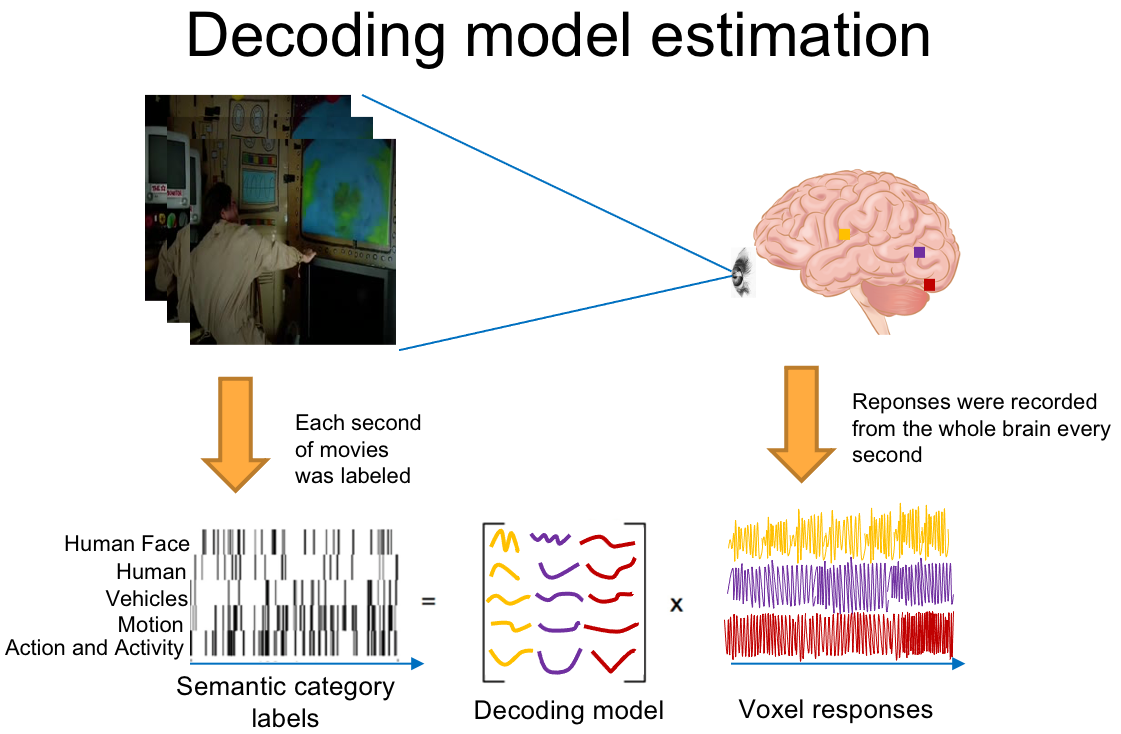 Decoding model estimation
Each second
of movies
was labeled
Reponses were recorded
from the whole brain every
second
Human Face
Human
Vehicles
Motion
Action and Activity
=
x
Semantic category
labels
Decoding model
Voxel responses